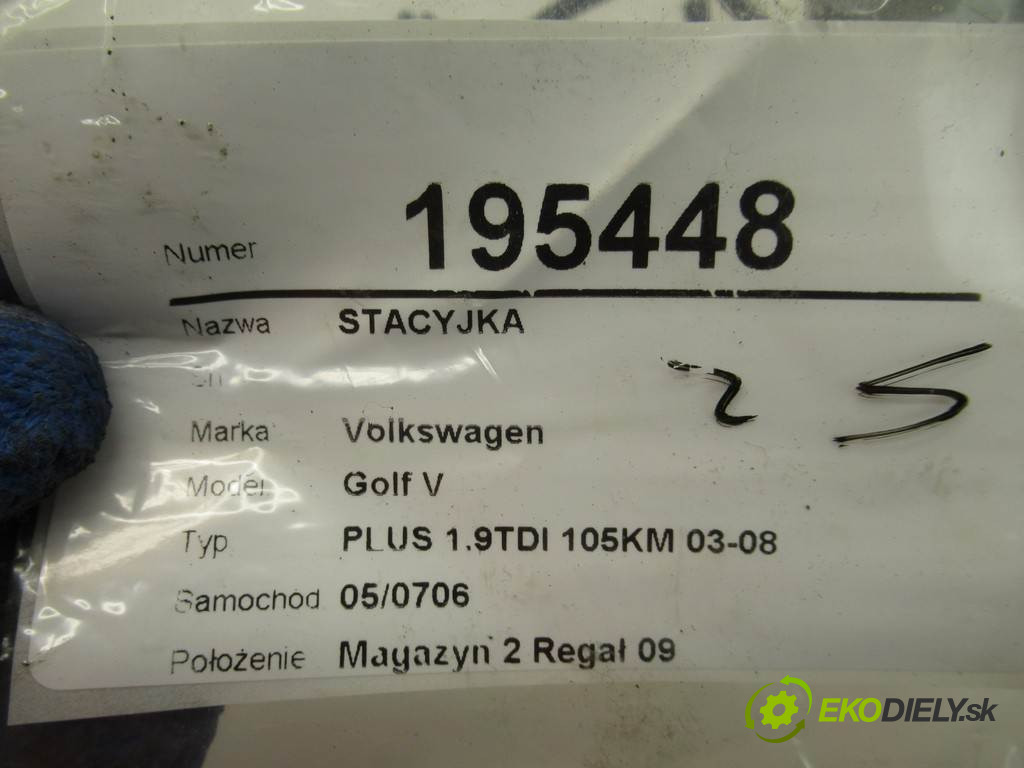 Numer 195448
Nazwa STACYJKA
2 5
Marka Volkswagen
Model Golf V
Typ PLUS 1.9TDI 105KM 03-08
Samochód 05/0706
Położenie Magazyn 2 Regał 09
EKODIELY.sk